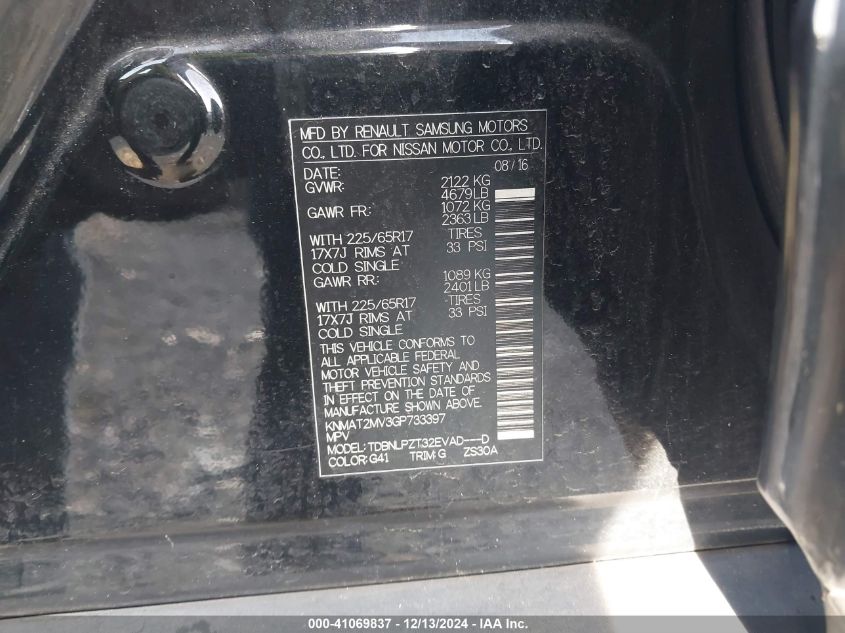 MFD BY RENAULT SAMSUNG MOTORS
CO., LTD. FOR NISSAN MOTOR CO., LTD.
DATE: 08/16
GVWR: 2122 KG
4679 LB
GAWR FR: 1072 KG
2363 LB
WITH 225/65R17 TIRES
17X7J RIMS AT 33 PSI
COLD SINGLE
GAWR RR: 1089 KG
2401 LB
WITH 225/65R17 TIRES
17X7J RIMS AT 33 PSI
COLD SINGLE
THIS VEHICLE CONFORMS TO
ALL APPLICABLE FEDERAL
MOTOR VEHICLE SAFETY AND
THEFT PREVENTION STANDARDS
IN EFFECT ON THE DATE OF
MANUFACTURE SHOWN ABOVE.
KNMAT2MV3GP733397
MPV
MODEL:TDBNLPZT32EVAD---D
COLOR:G41 TRIM:G ZS30A
000-41069837 - 12/13/2024 - IAAI.com